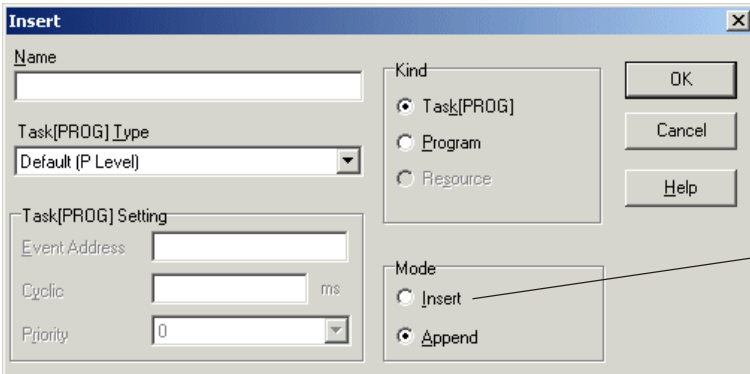 Insert
Name
Task[PROG] Type
Default (P Level)
Task[PROG] Setting
Event Address
Cyclic
ms
Priority
0
Kind
Task[PROG]
Program
Resource
Mode
Insert
Append
OK
Cancel
Help